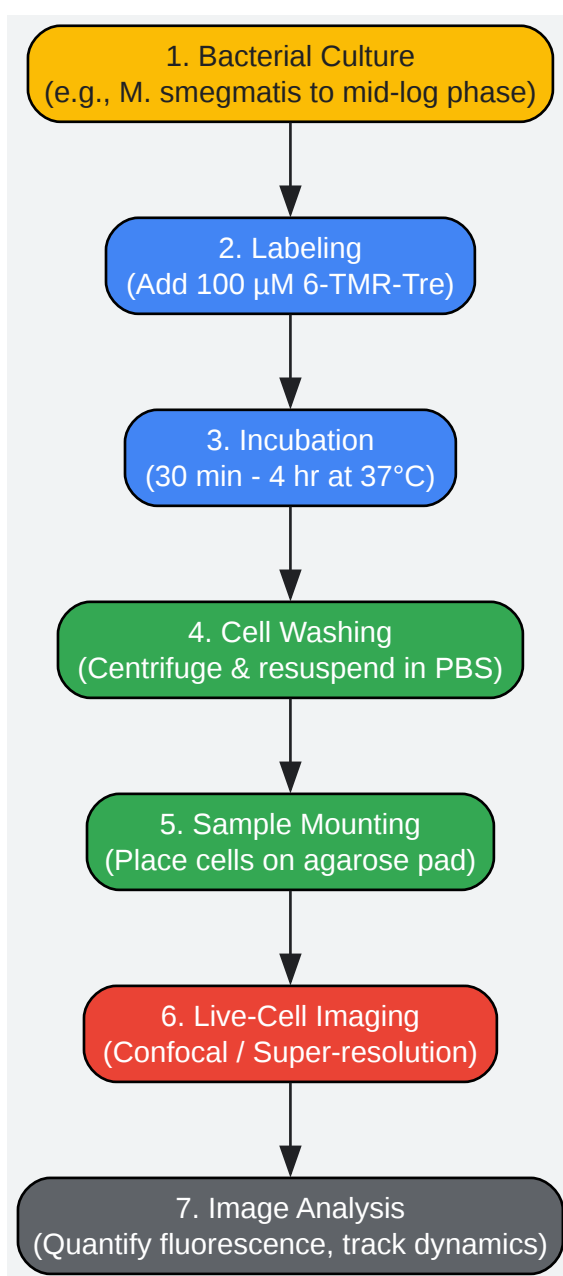 1. Bacterial Culture
(e.g., M. smegmatis to mid-log phase)
2. Labeling
(Add 100 µM 6-TMR-Tre)
3. Incubation
(30 min - 4 hr at 37°C)
4. Cell Washing
(Centrifuge & resuspend in PBS)
5. Sample Mounting
(Place cells on agarose pad)
6. Live-Cell Imaging
(Confocal / Super-resolution)
7. Image Analysis
(Quantify fluorescence, track dynamics)